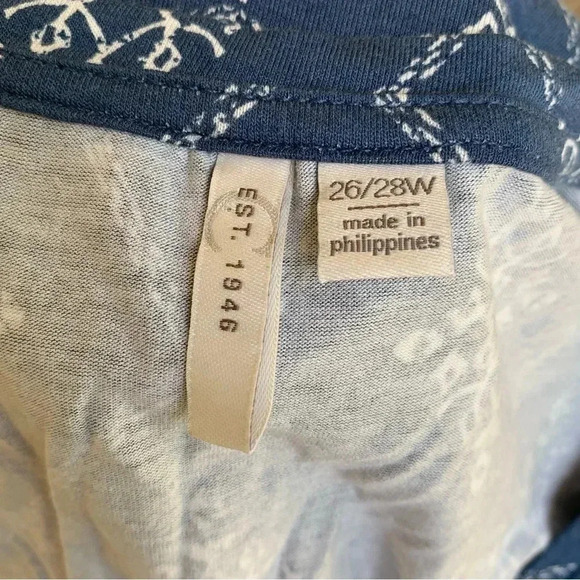 EST. 1946
26/28W
made in
philippines